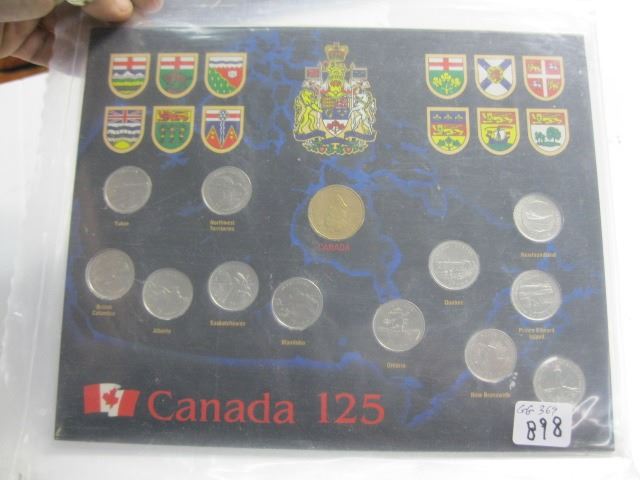 Yukon
Northwest
Territories
CANADA
Newfoundland
British
Columbia
Alberta
Saskatchewan
Manitoba
Ontario
Quebec
Prince Edward
Island
New Brunswick
Canada 125
GG 369
898